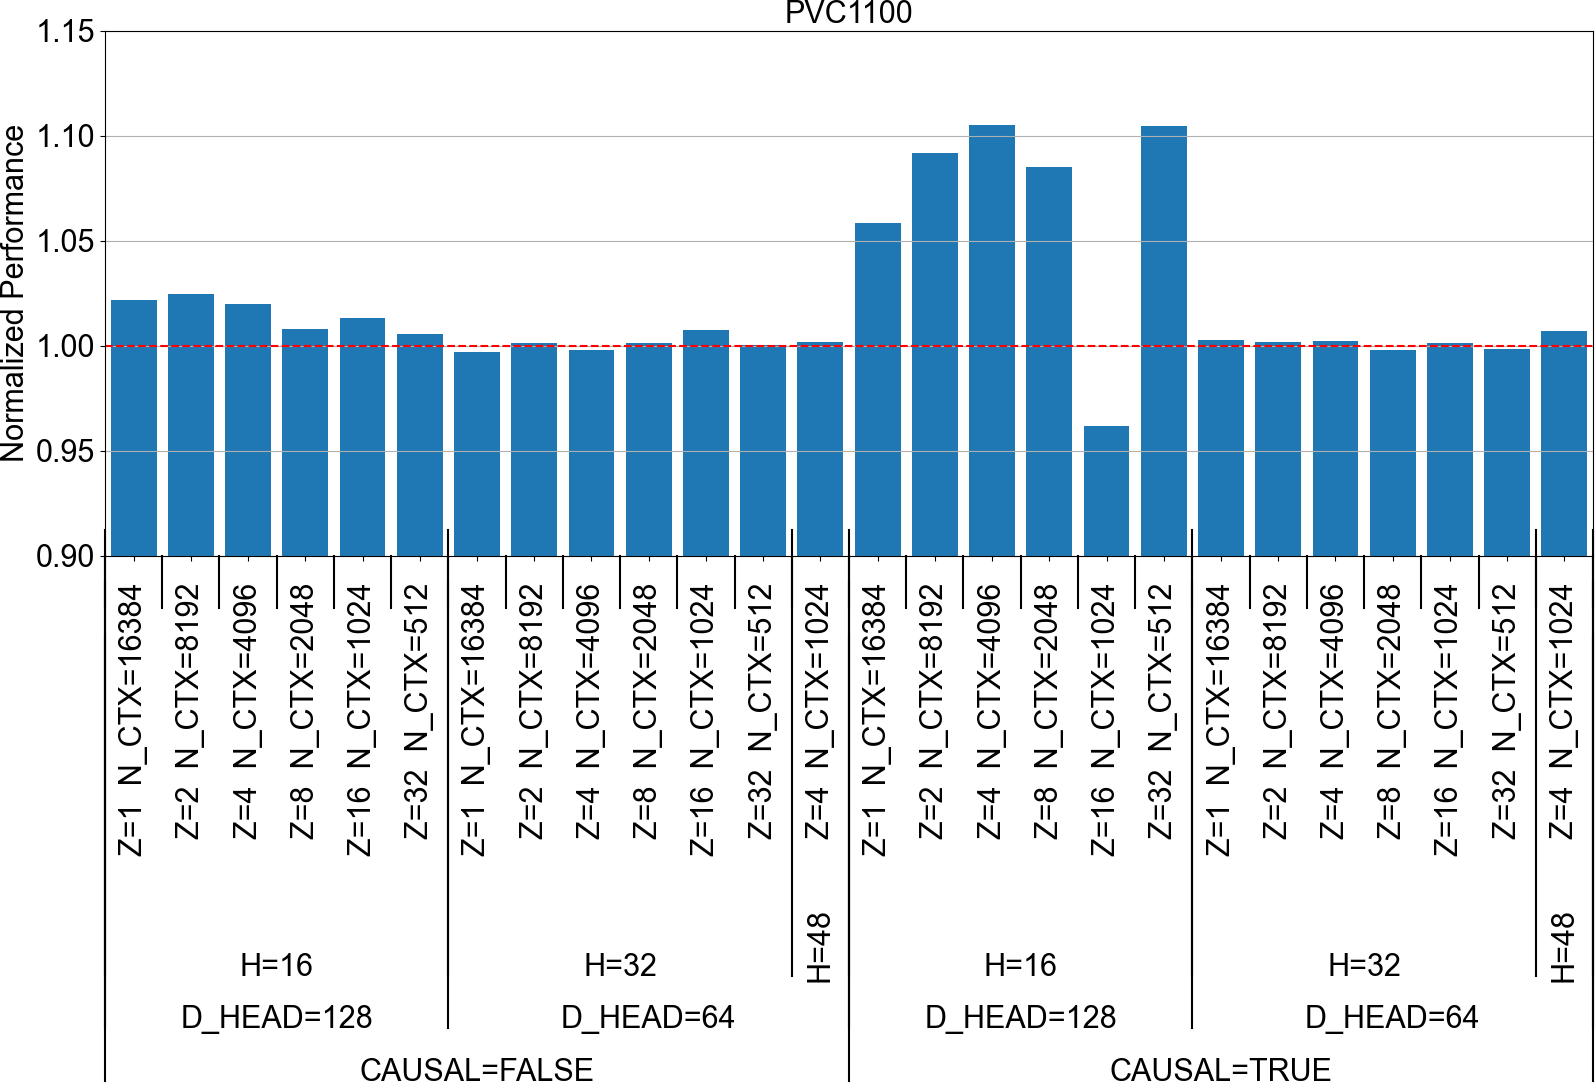 PVC1100
Normalized Performance
1.15
1.10
1.05
1.00
0.95
0.90
Z=1 N_CTX=16384
Z=2 N_CTX=8192
Z=4 N_CTX=4096
Z=8 N_CTX=2048
Z=16 N_CTX=1024
Z=32 N_CTX=512
Z=1 N_CTX=16384
Z=2 N_CTX=8192
Z=4 N_CTX=4096
Z=8 N_CTX=2048
Z=16 N_CTX=1024
Z=32 N_CTX=512
Z=4 N_CTX=1024
Z=1 N_CTX=16384
Z=2 N_CTX=8192
Z=4 N_CTX=4096
Z=8 N_CTX=2048
Z=16 N_CTX=1024
Z=32 N_CTX=512
Z=1 N_CTX=16384
Z=2 N_CTX=8192
Z=4 N_CTX=4096
Z=8 N_CTX=2048
Z=16 N_CTX=1024
Z=32 N_CTX=512
Z=4 N_CTX=1024
H=16
H=32
H=48
H=16
H=32
H=48
D_HEAD=128
D_HEAD=64
D_HEAD=128
D_HEAD=64
CAUSAL=FALSE
CAUSAL=TRUE